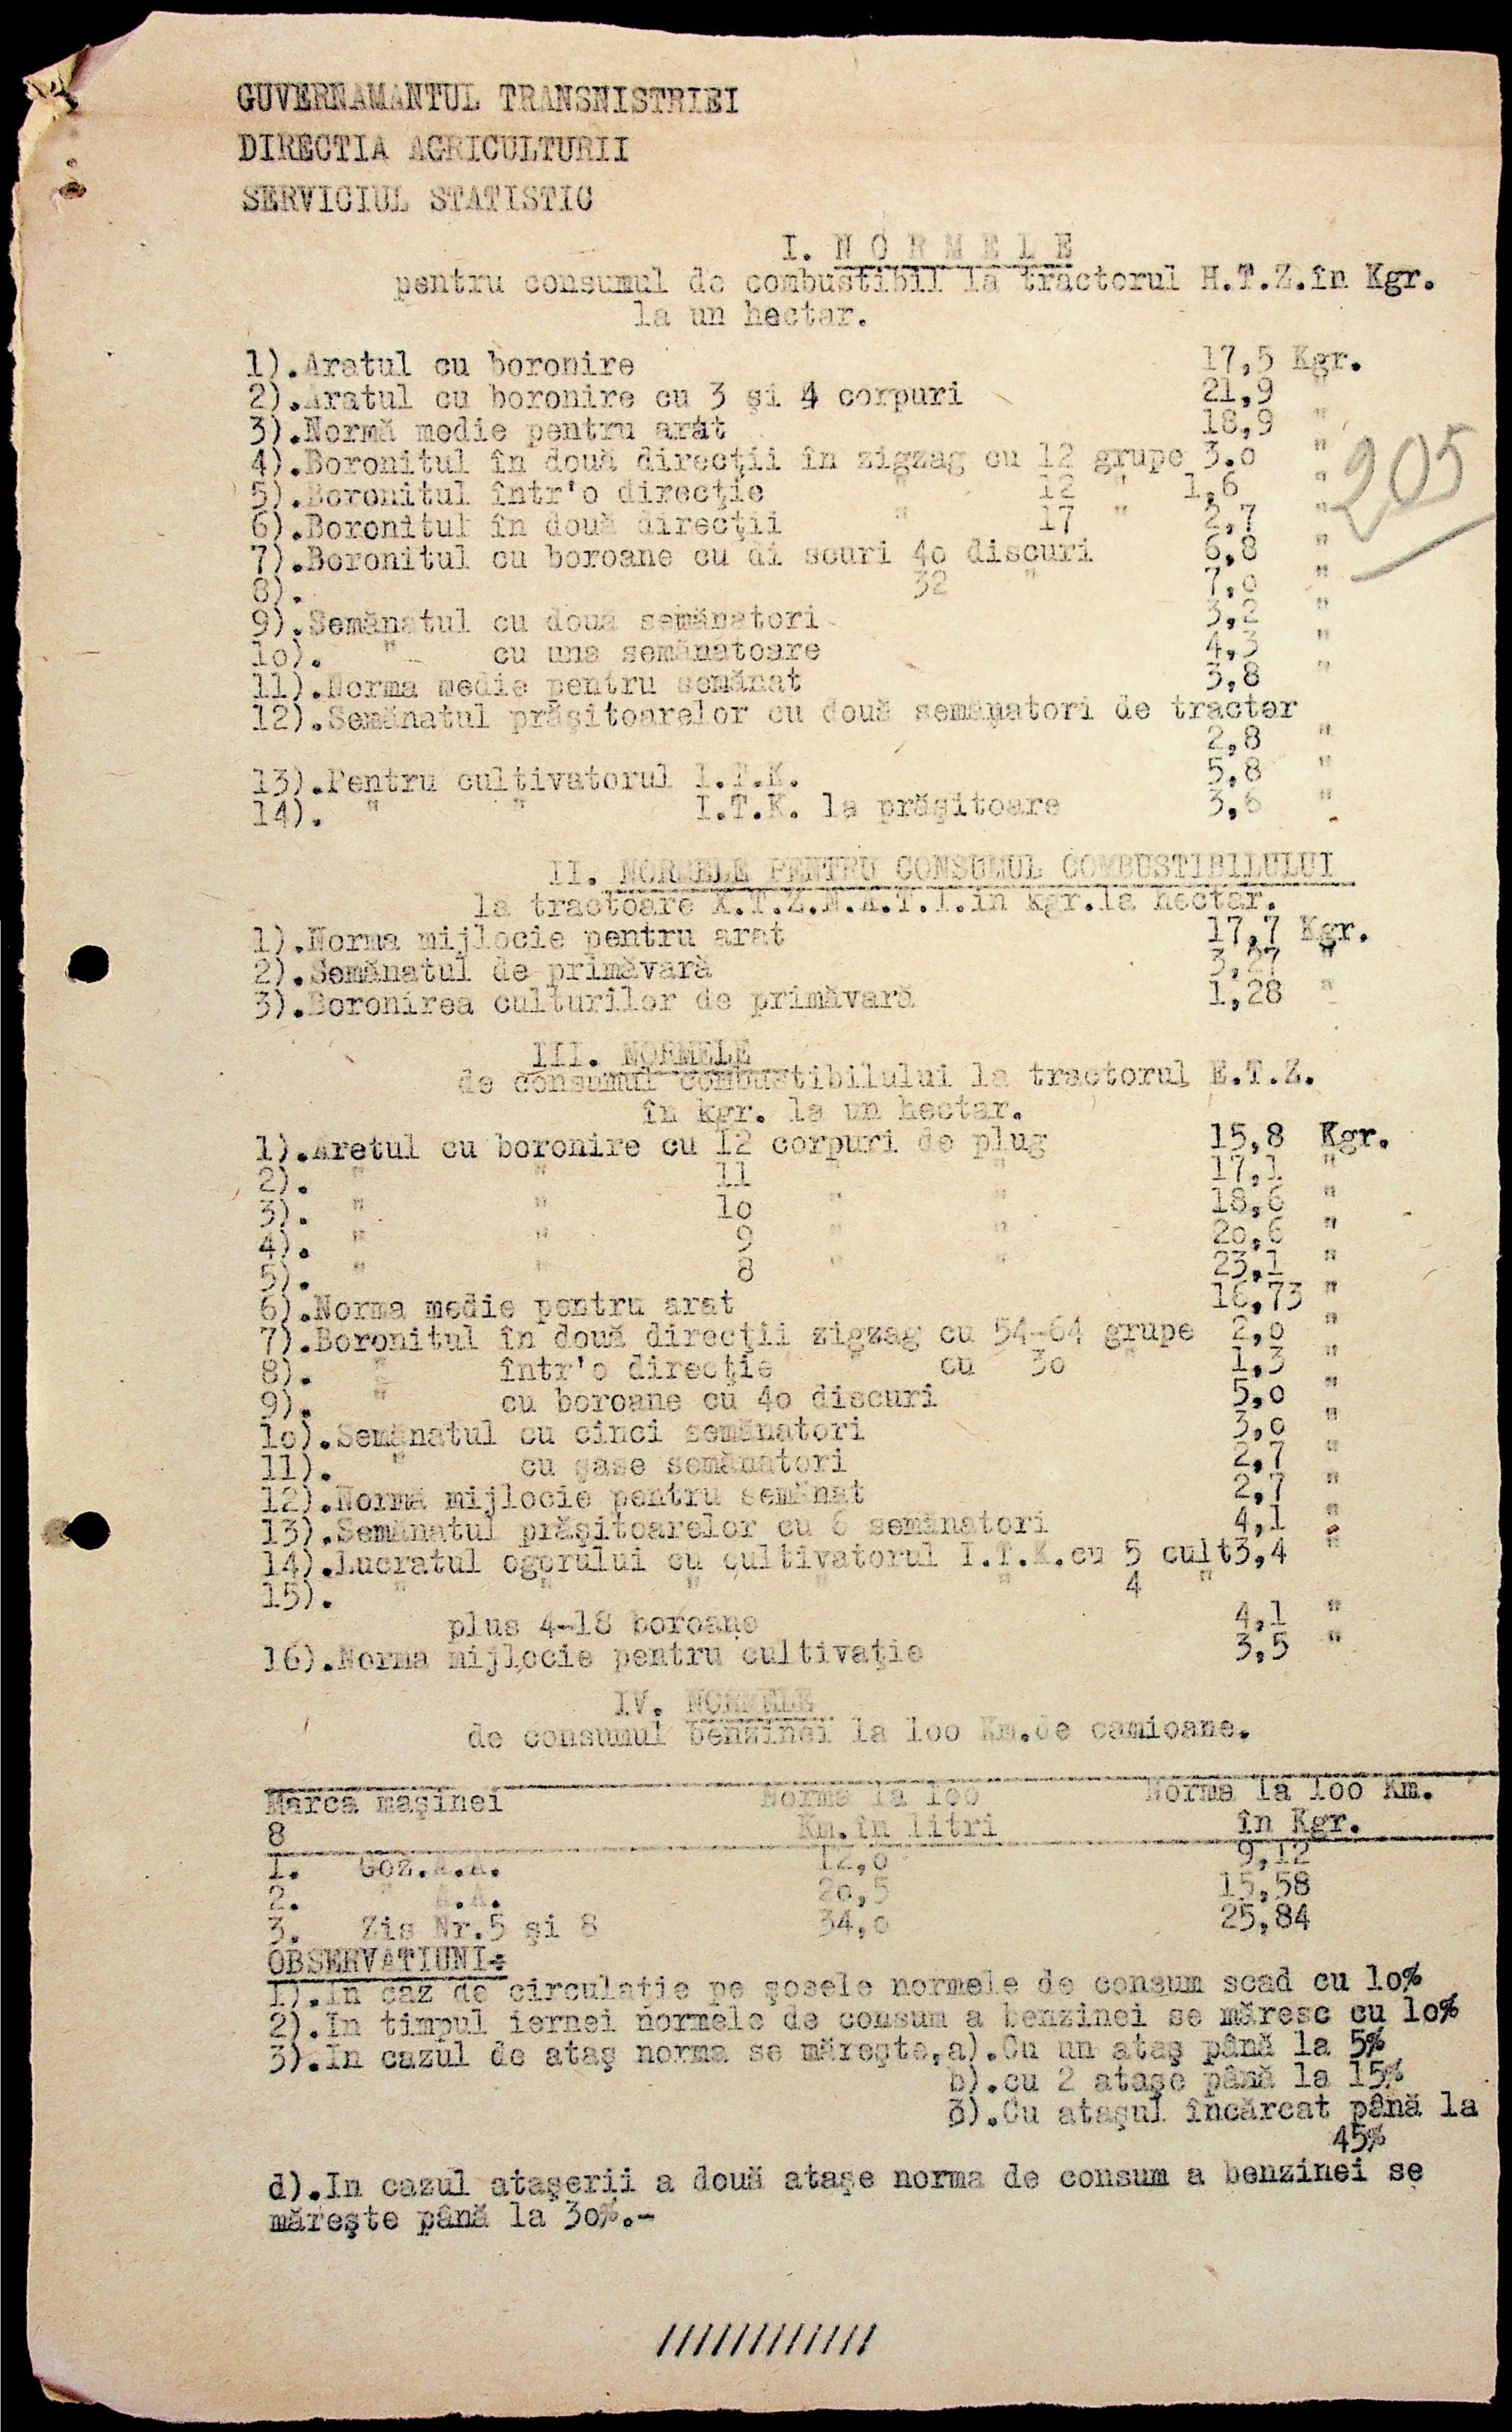 GUVERNAMANTUL TRANSNISTRIEI
DIRECTIA AGRICULTURII
SERVICIUL STATISTIC
I. N O R M E L E
pentru consumul de combustibil la tractorul H.T.Z.în Kgr.
la un hectar.
1).Aratul cu boronire 17,5 Kgr.
2).Aratul cu boronire cu 3 şi 4 corpuri 21,9 "
3).Normă medie pentru arat 18,9 "
4).Boronitul în două direcţii în zigzag cu 12 grupe 3.o "
205
5).Boronitul într'o direcţie " 12 " 1,6 "
6).Boronitul în două direcţii " 17 " 2,7 "
7).Boronitul cu boroane cu di scuri 4o discuri 6,8 "
8). 32 " 7,o "
9).Semănatul cu doua semănatori 3,2 "
1o). " cu una semănatoare 4,3 "
11).Norma medie pentru semănat 3,8 "
12).Semănatul prăşitoarelor cu două semănatori de tracter
2,8 "
13).Pentru cultivatorul I.T.K. 5,8 "
14). " " I.T.K. la prăşitoare 3,6 "
II. NORMELE PENTRU CONSUMUL COMBUSTIBILULUI
la tractoare in kgr.la hectar.
1).Norma mijlocie pentru arat 17,7 Kgr.
2).Semănatul de primăvară 3,27 "
3).Boronirea culturilor de primăvară 1,28 "
III. NORMELE
de consumul combustibilului la tractorul E.T.Z.
în kgr. la un hectar.
1).Aratul cu boronire cu 12 corpuri de plug 15,8 Kgr.
2). " " 11 " " 17,1 "
3). " " 1o " " 18,6 "
4). " " 9 " " 2o,6 "
5). " " 8 " " 23,1 "
6).Norma medie pentru arat 16,73 "
7).Boronitul în două direcţii zigzag cu 54-64 grupe 2,o "
8). " într'o direcţie " cu 3o " 1,3 "
9). " cu boroane cu 4o discuri 5,o "
1o).Semănatul cu cinci semănatori 3,o "
11). " cu şase semănatori 2,7 "
12).Norma mijlocie pentru semănat 2,7 "
13).Semănatul prăşitoarelor cu 6 semănatori 4,1 "
14).Lucratul ogorului cu cultivatorul I.T.K.cu 5 cult3,4 "
15). " " " " " 4 "
plus 4-18 boroane 4,1 "
16).Norma mijlocie pentru cultivaţie 3,5 "
IV. NORMELE
de consumul benzinei la 1oo Km.de camioane.
Marca maşinei Norma la 1oo Norma la 1oo Km.
8 Km.în litri în Kgr.
1. Goz.A.A. 12,o 9,12
2. " A.A. 2o,5 15,58
3. Zis Nr.5 şi 8 34,o 25,84
OBSERVATIUNI:
1).In caz de circulaţie pe şosele normele de consum scad cu 1o%
2).In timpul iernei normele de consum a benzinei se măresc cu 1o%
3).In cazul de ataş norma se măreşte,a).Cu un ataş până la 5%
b).cu 2 ataşe până la 15%
3).Cu ataşul încărcat până la
45%
d).In cazul ataşerii a două ataşe norma de consum a benzinei se
măreşte până la 3o%.-
////////////